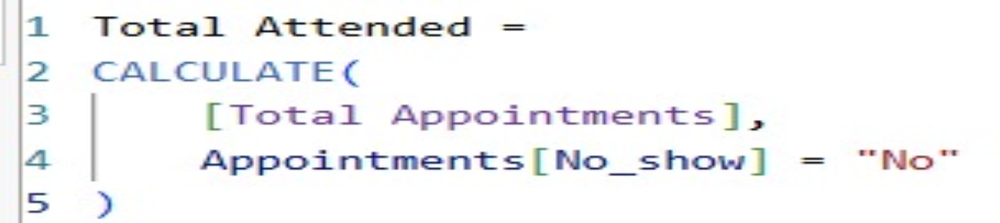 1 Total Attended =
2 CALCULATE(
3 [Total Appointments],
4 Appointments[No_show] = "No"
5 )